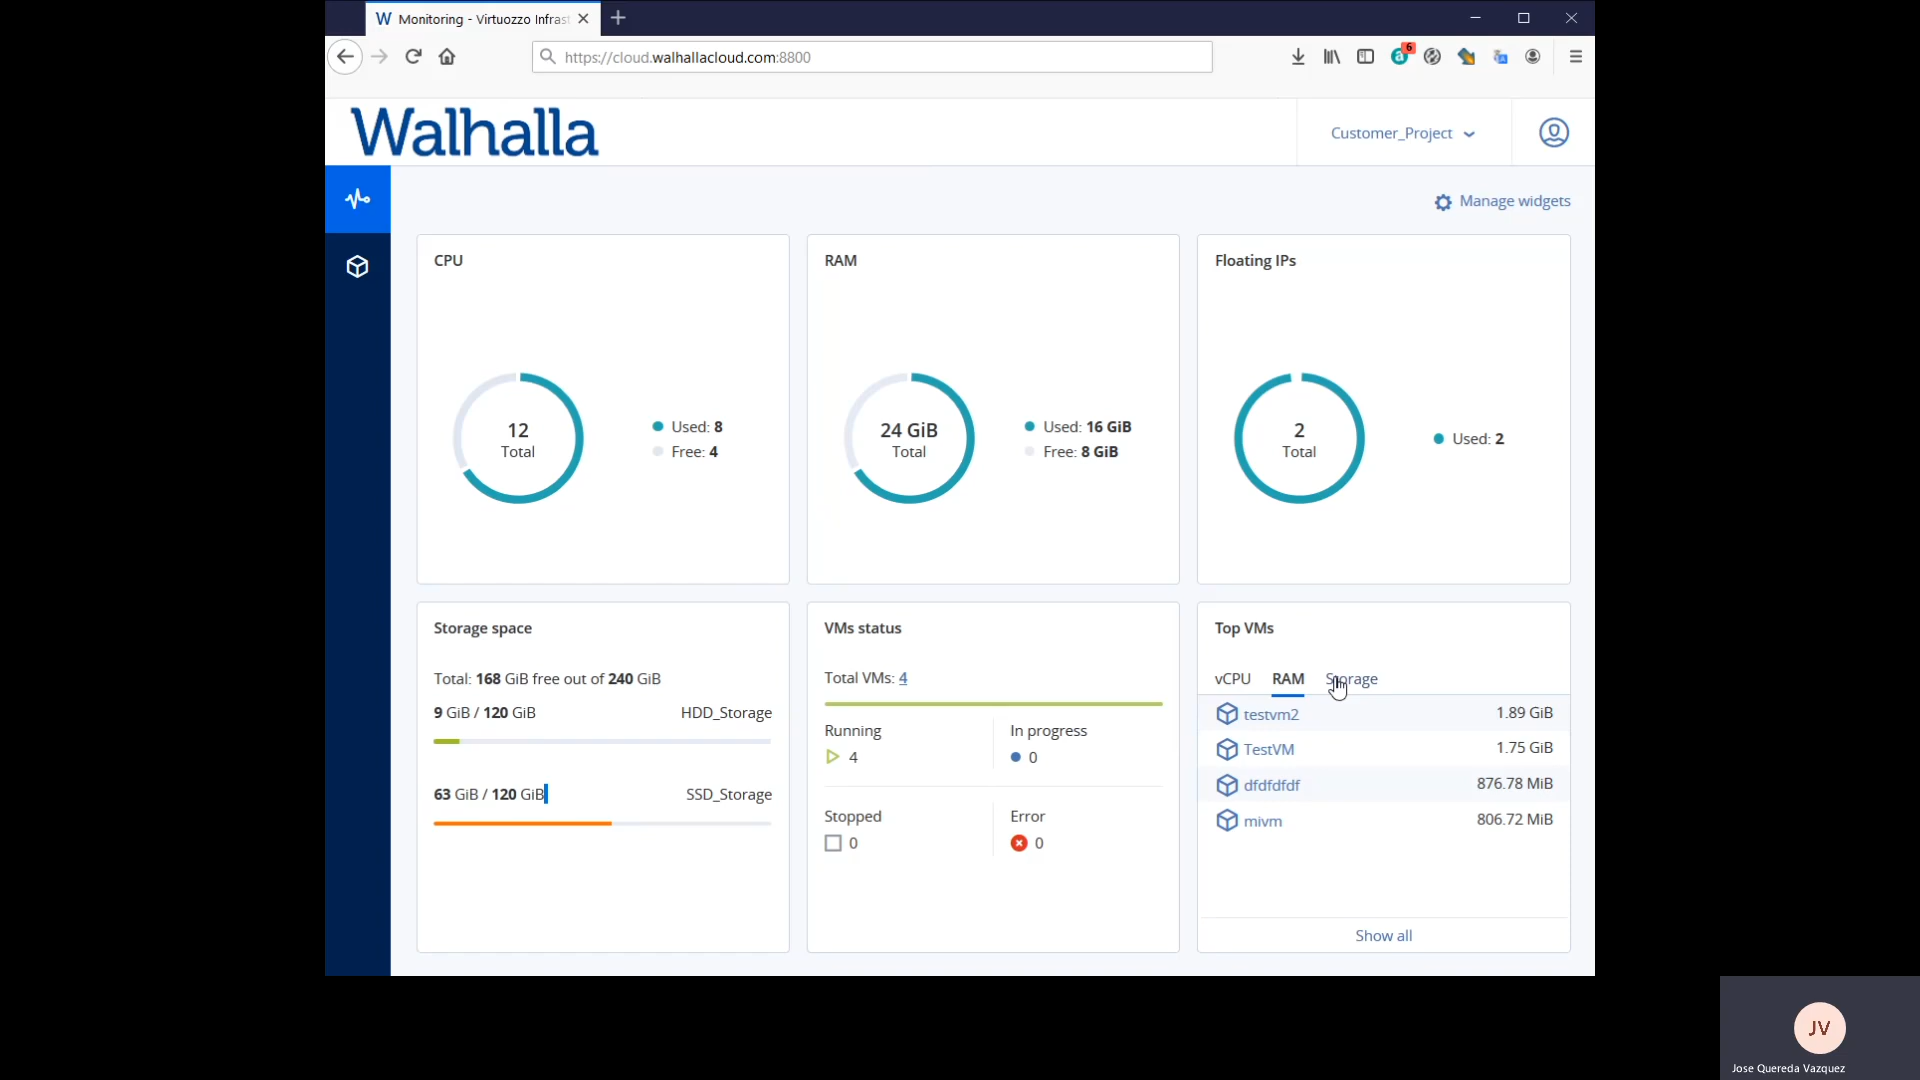 W Monitoring - Virtuozzo Infrast
https://cloud.walhallacloud.com:8800
6
Walhalla
Customer_Project
Manage widgets
CPU
12
Total
Used: 8
Free: 4
RAM
24 GiB
Total
Used: 16 GiB
Free: 8 GiB
Floating IPs
2
Total
Used: 2
Storage space
Total: 168 GiB free out of 240 GiB
9 GiB / 120 GiB HDD_Storage
63 GiB / 120 GiB SSD_Storage
VMs status
Total VMs: 4
Running In progress
4 0
Stopped Error
0 0
Top VMs
vCPU RAM Storage
testvm2 1.89 GiB
TestVM 1.75 GiB
dfdfdfdf 876.78 MiB
mivm 806.72 MiB
Show all
JV
Jose Quereda Vazquez